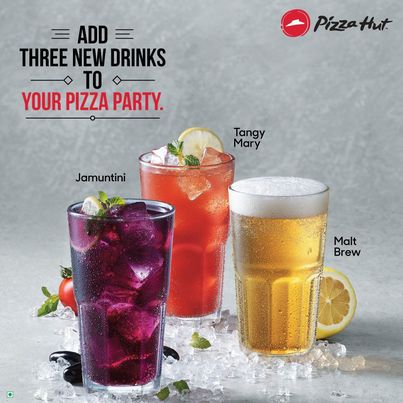 ADD
THREE NEW DRINKS
TO
YOUR PIZZA PARTY.
Pizza Hut
Tangy
Mary
Jamuntini
Malt
Brew